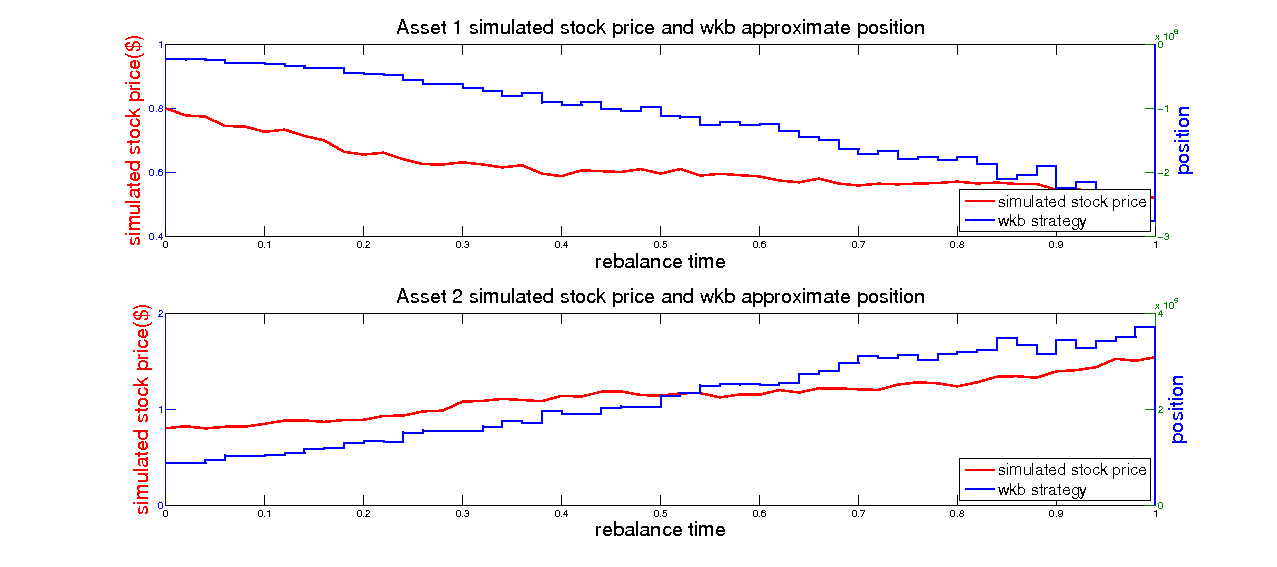 Asset 1 simulated stock price and wkb approximate position
simulated stock price($)
1
0.8
0.6
0.4
0
-1
-2
-3
position
0 0.1 0.2 0.3 0.4 0.5 0.6 0.7 0.8 0.9 1
rebalance time
simulated stock price
wkb strategy
Asset 2 simulated stock price and wkb approximate position
simulated stock price($)
2
1
0
4
2
0
position
0 0.1 0.2 0.3 0.4 0.5 0.6 0.7 0.8 0.9 1
rebalance time
simulated stock price
wkb strategy